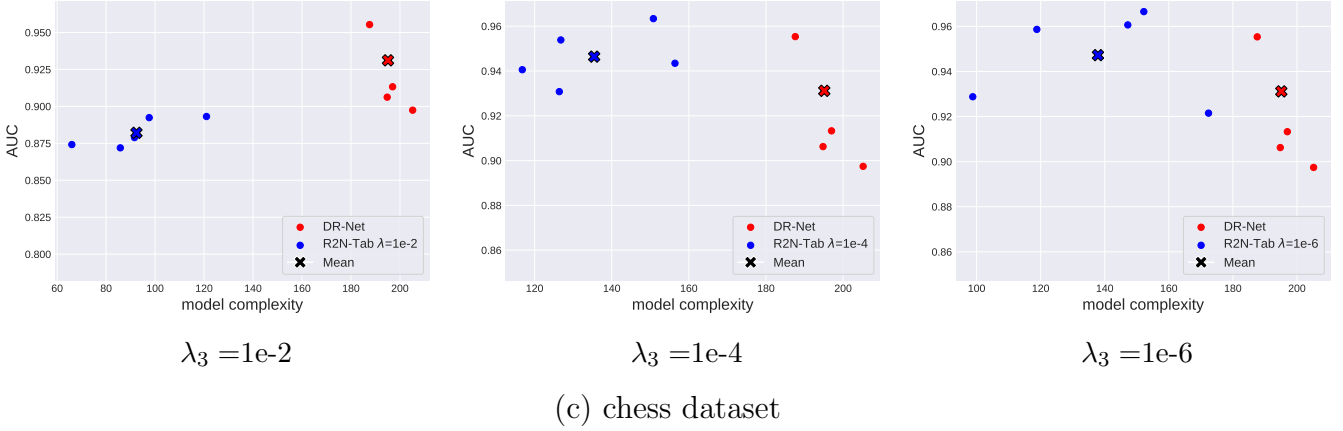 0.950
0.925
0.900
0.875
0.850
0.825
0.800
AUC
60 80 100 120 140 160 180 200
model complexity
DR-Net
R2N-Tab λ=1e-2
Mean
λ₃ =1e-2
0.96
0.94
0.92
0.90
0.88
0.86
AUC
120 140 160 180 200
model complexity
DR-Net
R2N-Tab λ=1e-4
Mean
λ₃ =1e-4
0.96
0.94
0.92
0.90
0.88
0.86
AUC
100 120 140 160 180 200
model complexity
DR-Net
R2N-Tab λ=1e-6
Mean
λ₃ =1e-6
(c) chess dataset